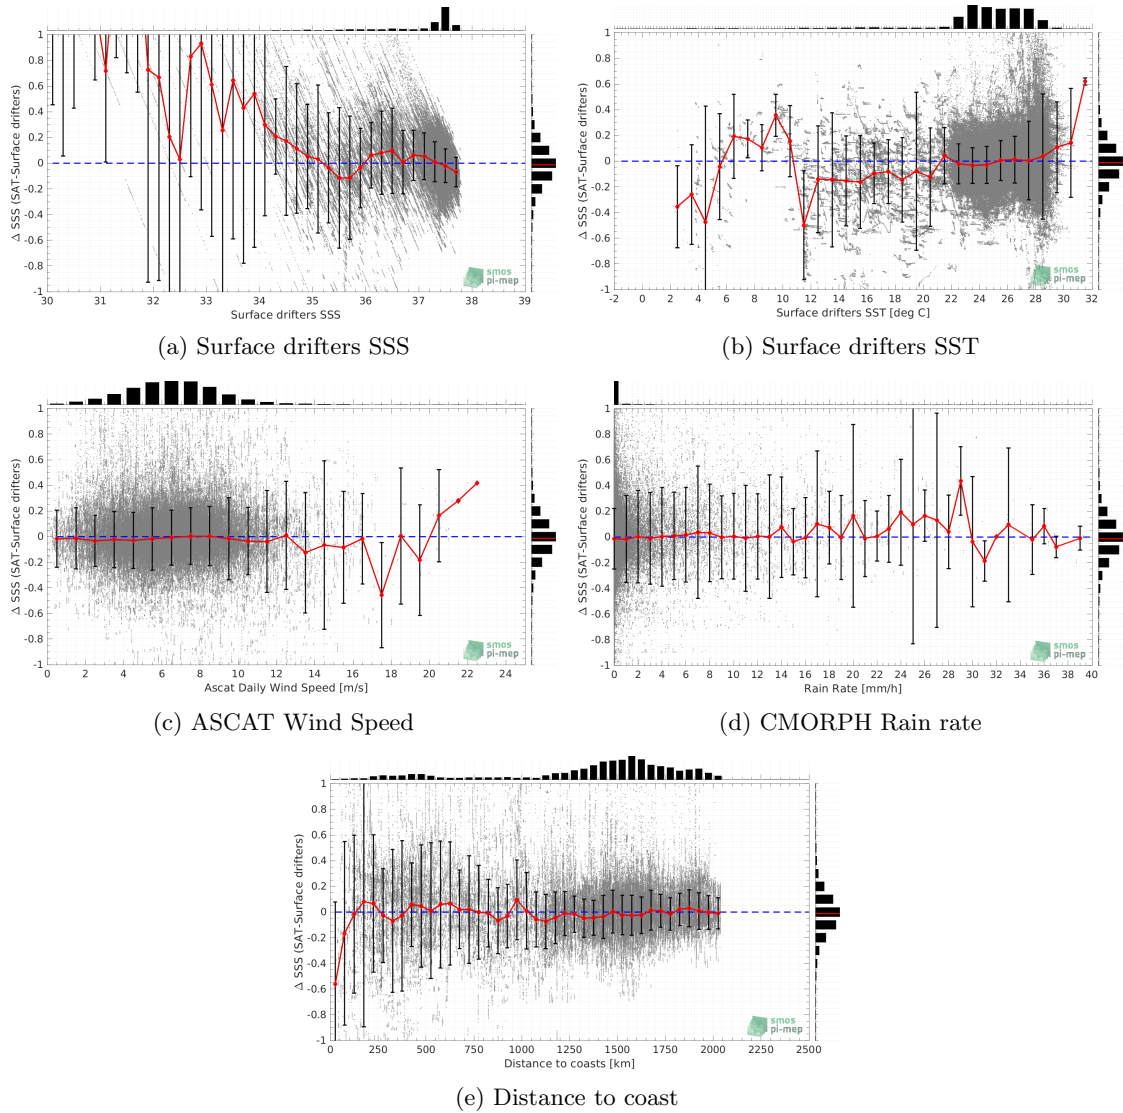 1
0.8
0.6
0.4
0.2
0
-0.2
-0.4
-0.6
-0.8
-1
Δ SSS (SAT-Surface drifters)
30 31 32 33 34 35 36 37 38 39
Surface drifters SSS
smos
pi-mep
(a) Surface drifters SSS
1
0.8
0.6
0.4
0.2
0
-0.2
-0.4
-0.6
-0.8
-1
Δ SSS (SAT-Surface drifters)
-2 0 2 4 6 8 10 12 14 16 18 20 22 24 26 28 30 32
Surface drifters SST [deg C]
smos
pi-mep
(b) Surface drifters SST
1
0.8
0.6
0.4
0.2
0
-0.2
-0.4
-0.6
-0.8
-1
Δ SSS (SAT-Surface drifters)
0 2 4 6 8 10 12 14 16 18 20 22 24
Ascat Daily Wind Speed [m/s]
smos
pi-mep
(c) ASCAT Wind Speed
1
0.8
0.6
0.4
0.2
0
-0.2
-0.4
-0.6
-0.8
-1
Δ SSS (SAT-Surface drifters)
0 2 4 6 8 10 12 14 16 18 20 22 24 26 28 30 32 34 36 38 40
Rain Rate [mm/h]
smos
pi-mep
(d) CMORPH Rain rate
1
0.8
0.6
0.4
0.2
0
-0.2
-0.4
-0.6
-0.8
-1
Δ SSS (SAT-Surface drifters)
0 250 500 750 1000 1250 1500 1750 2000 2250 2500
Distance to coasts [km]
smos
pi-mep
(e) Distance to coast